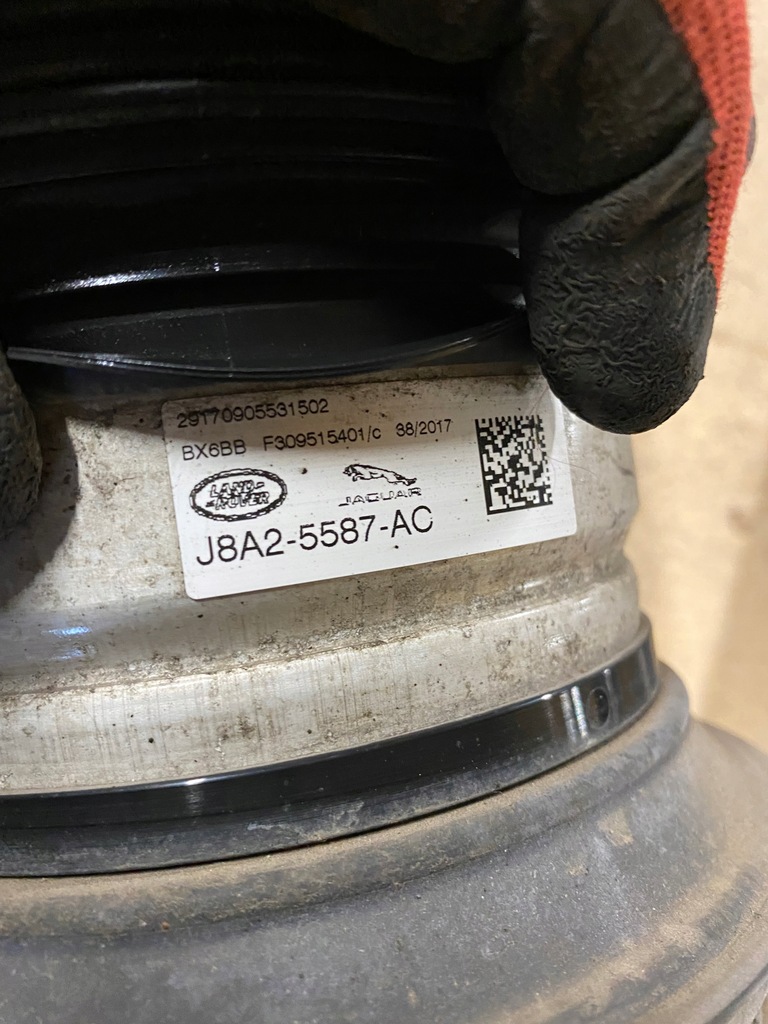 29170905531502
BX6BB F309515401/c 38/2017
LAND-
-ROVER
JAGUAR
J8A2-5587-AC